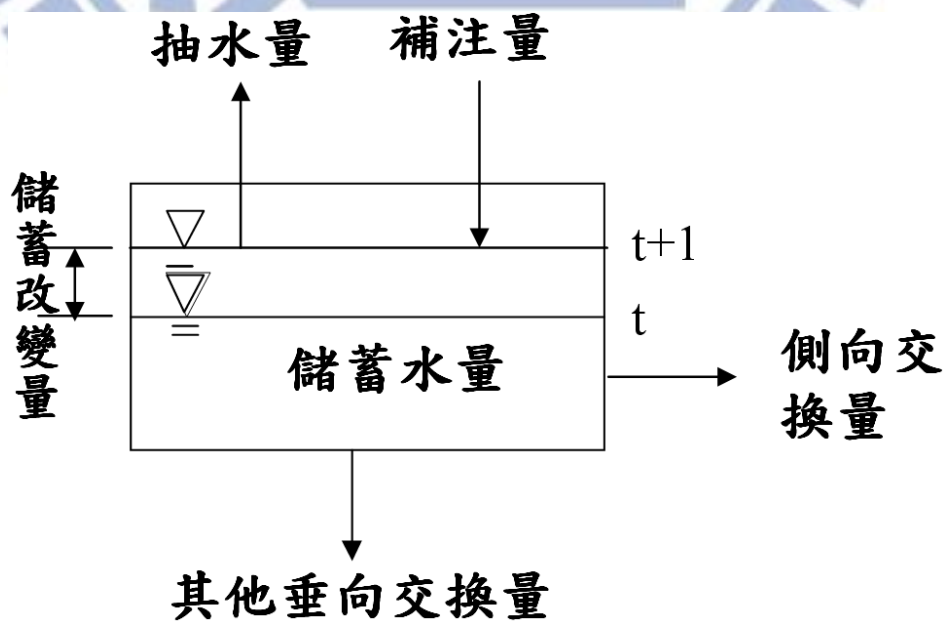 抽水量
補注量
儲蓄改變量
t+1
t
儲蓄水量
側向交
換量
其他垂向交換量